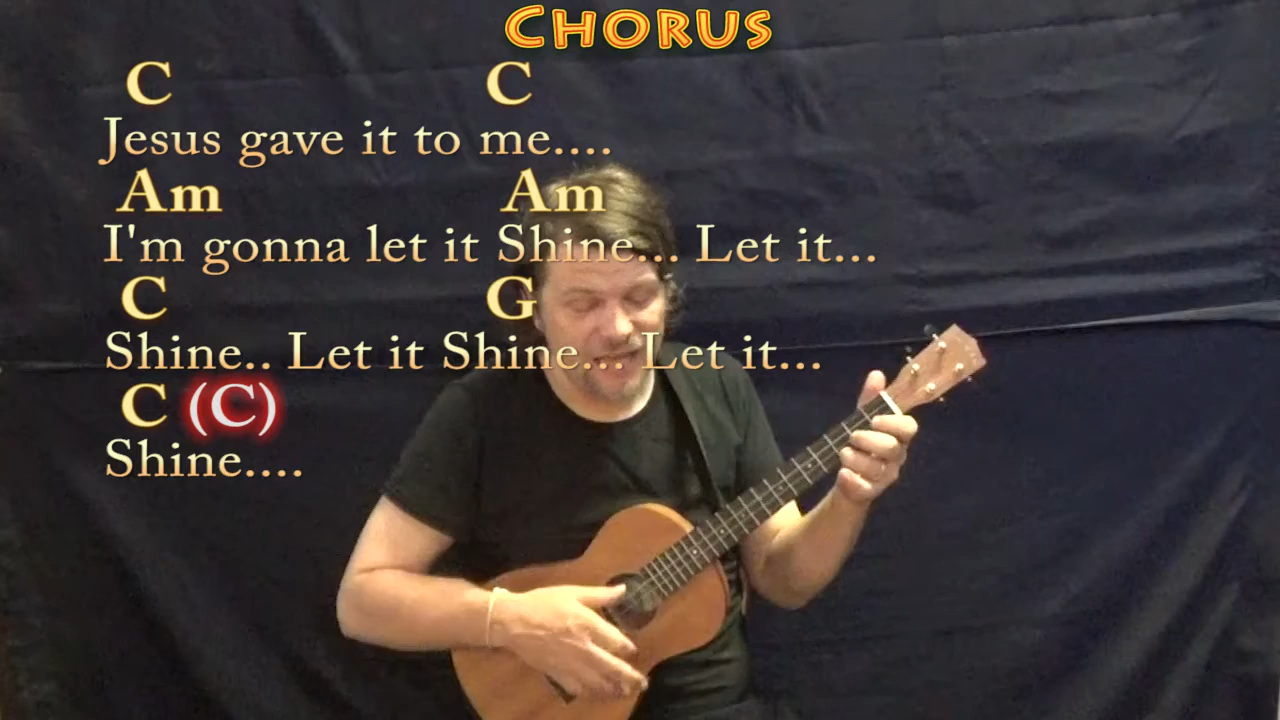 CHORUS
C C
Jesus gave it to me....
Am Am
I'm gonna let it Shine... Let it...
C G
Shine.. Let it Shine... Let it...
C (C)
Shine....